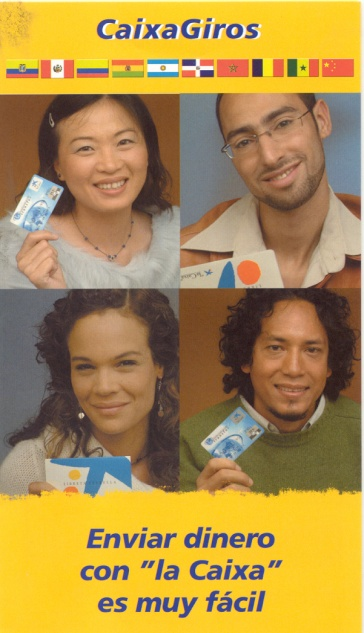 CaixaGiros
Enviar dinero
con "la Caixa"
es muy fácil